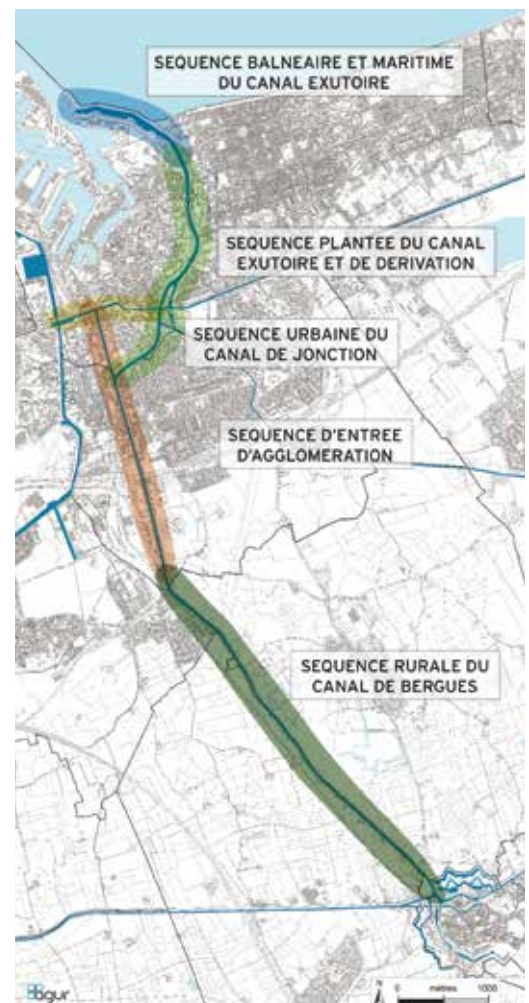 SEQUENCE BALNEAIRE ET MARITIME
DU CANAL EXUTOIRE
SEQUENCE PLANTEE DU CANAL
EXUTOIRE ET DE DERIVATION
SEQUENCE URBAINE DU
CANAL DE JONCTION
SEQUENCE D'ENTREE
D'AGGLOMERATION
SEQUENCE RURALE DU
CANAL DE BERGUES
agur
N
0 mètres 1000